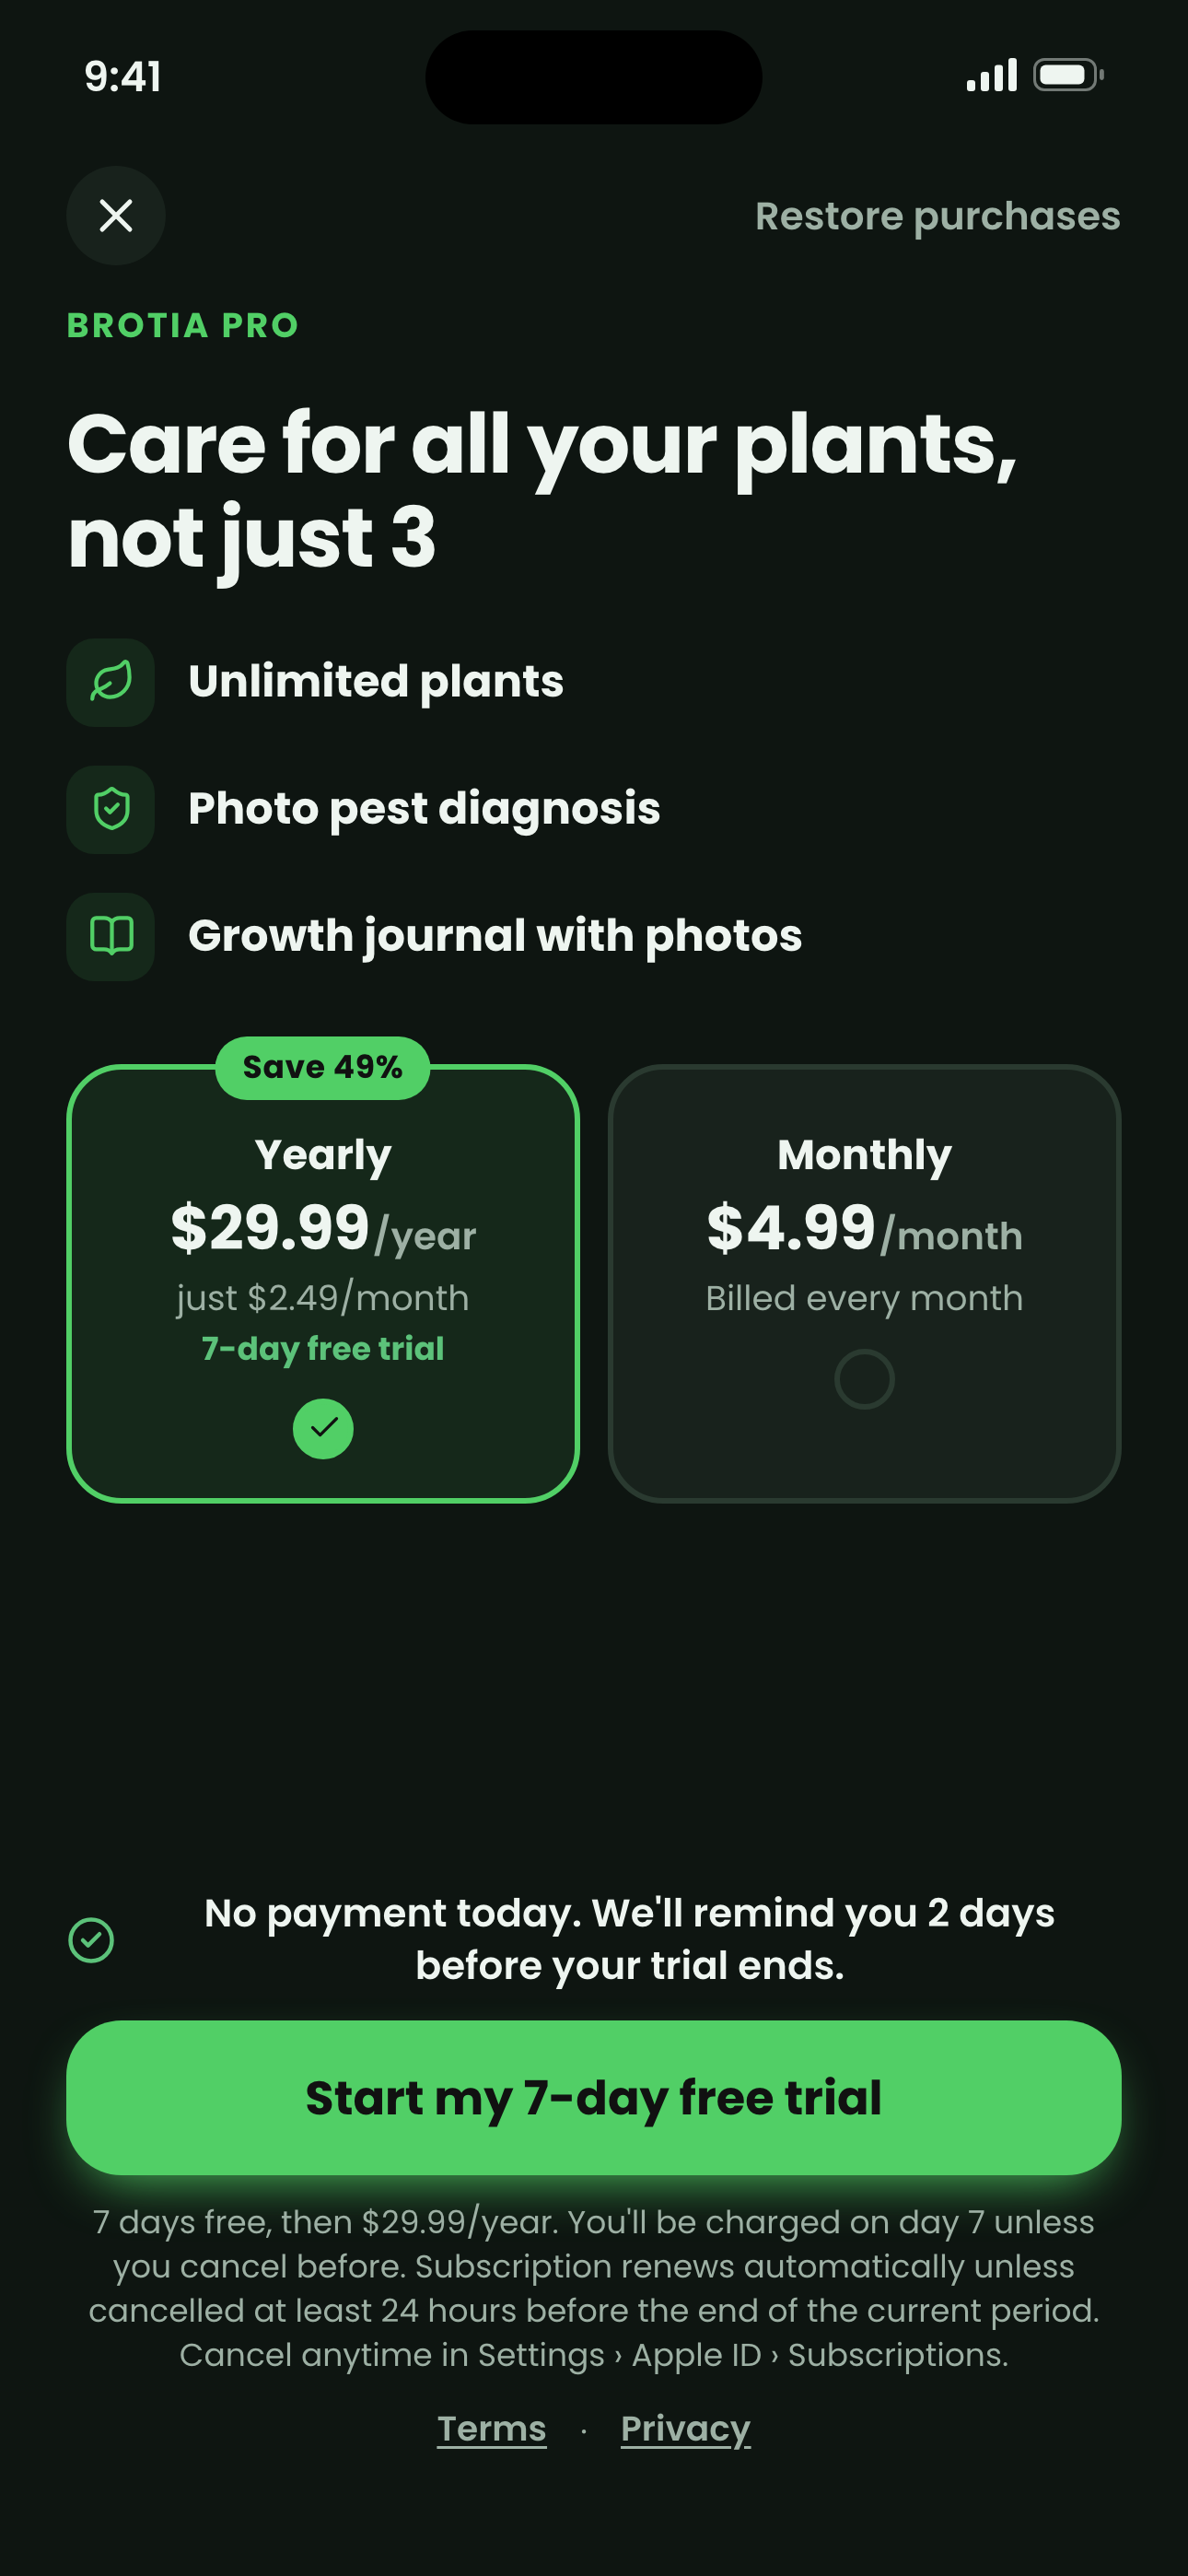 9:41
Restore purchases
BROTIA PRO
Care for all your plants,
not just 3
Unlimited plants
Photo pest diagnosis
Growth journal with photos
Save 49%
Yearly
$29.99/year
just $2.49/month
7-day free trial
Monthly
$4.99/month
Billed every month
No payment today. We'll remind you 2 days
before your trial ends.
Start my 7-day free trial
7 days free, then $29.99/year. You'll be charged on day 7 unless
you cancel before. Subscription renews automatically unless
cancelled at least 24 hours before the end of the current period.
Cancel anytime in Settings › Apple ID › Subscriptions.
Terms · Privacy